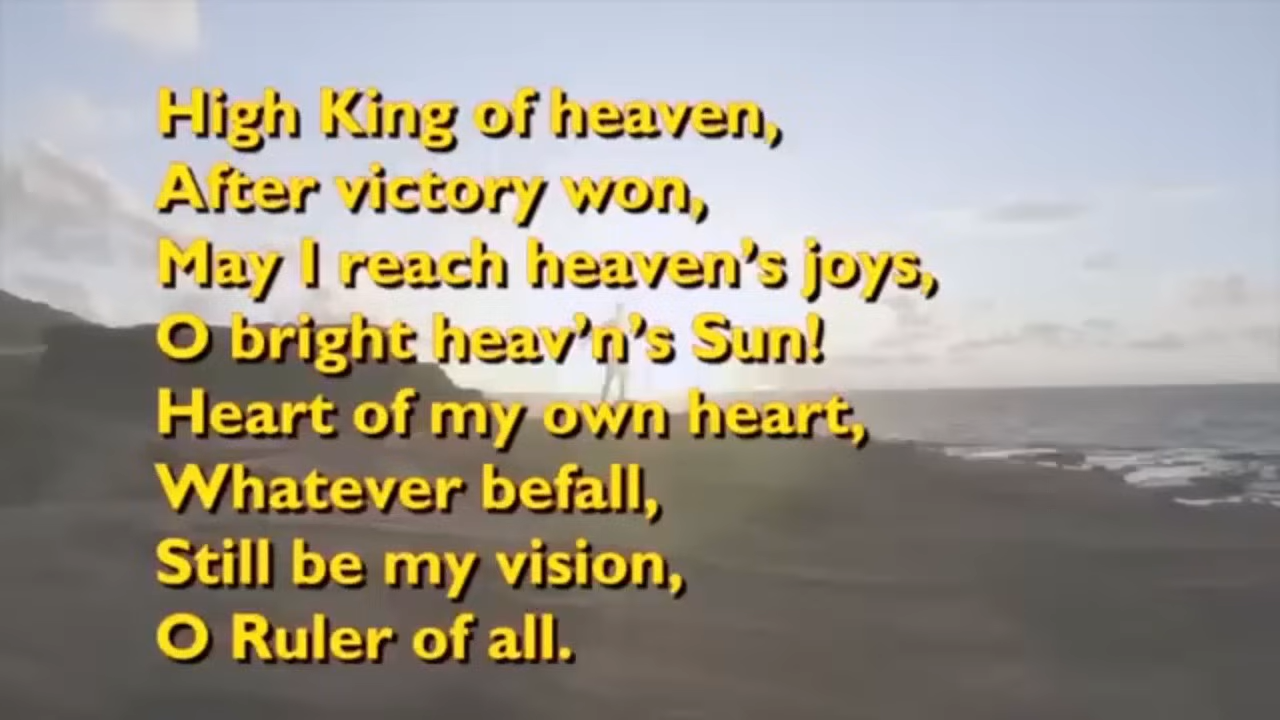 High King of heaven,
After victory won,
May I reach heaven’s joys,
O bright heav’n’s Sun!
Heart of my own heart,
Whatever befall,
Still be my vision,
O Ruler of all.